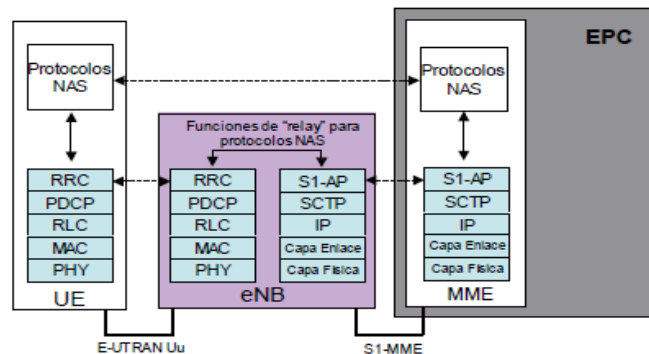 EPC
Protocolos
NAS
Protocolos
NAS
Funciones de “relay” para
protocolos NAS
RRC
PDCP
RLC
MAC
PHY
UE
RRC
PDCP
RLC
MAC
PHY
S1-AP
SCTP
IP
Capa Enlace
Capa Física
eNB
S1-AP
SCTP
IP
Capa Enlace
Capa Física
MME
E-UTRAN Uu
S1-MME